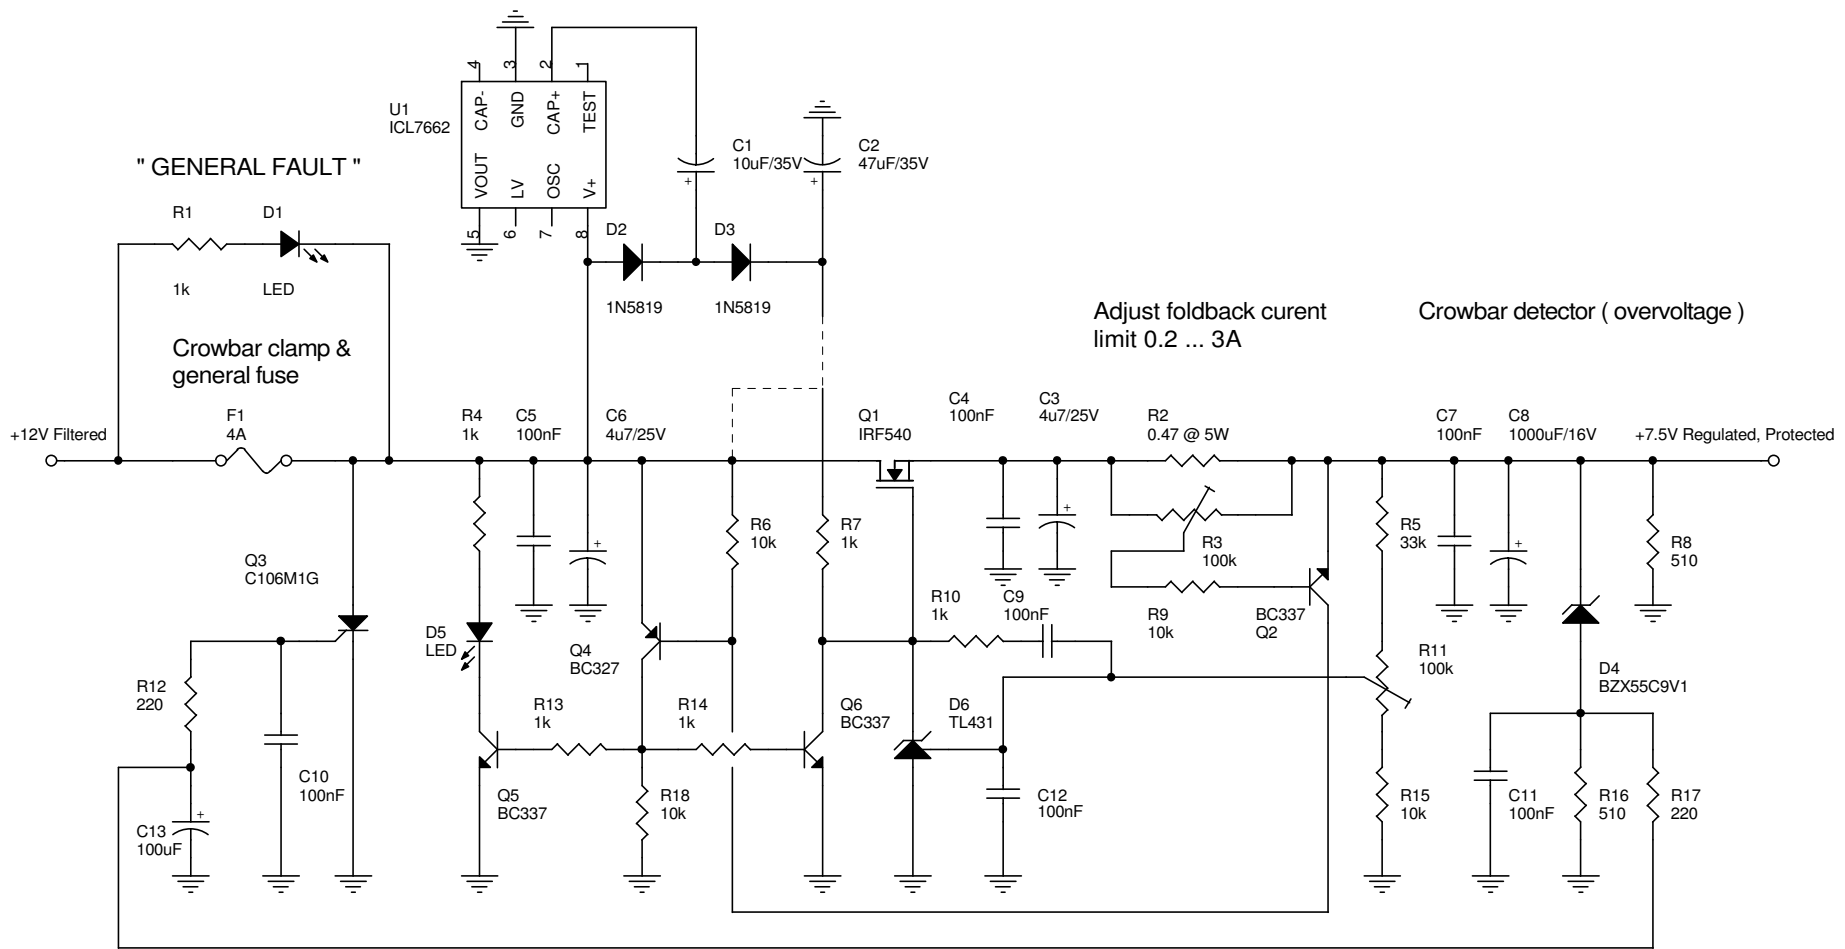 4
3
2
1
CAP-
GND
CAP+
TEST
U1
ICL7662
VOUT
LV
OSC
V+
5
6
7
8
C1
10uF/35V
C2
47uF/35V
" GENERAL FAULT "
R1
1k
D1
LED
D2
1N5819
D3
1N5819
Crowbar clamp &
general fuse
Adjust foldback curent
limit 0.2 ... 3A
Crowbar detector ( overvoltage )
+12V Filtered
F1
4A
R4
1k
C5
100nF
C6
4u7/25V
Q1
IRF540
C4
100nF
C3
4u7/25V
R2
0.47 @ 5W
C7
100nF
C8
1000uF/16V
+7.5V Regulated, Protected
+
+
+
+
+
R6
10k
R7
1k
R3
100k
R5
33k
R8
510
Q3
C106M1G
D5
LED
Q4
BC327
R10
1k
C9
100nF
R9
10k
BC337
Q2
R11
100k
D4
BZX55C9V1
R12
220
R13
1k
R14
1k
Q6
BC337
D6
TL431
C10
100nF
Q5
BC337
R18
10k
C12
100nF
R15
10k
C11
100nF
R16
510
R17
220
C13
100uF
+